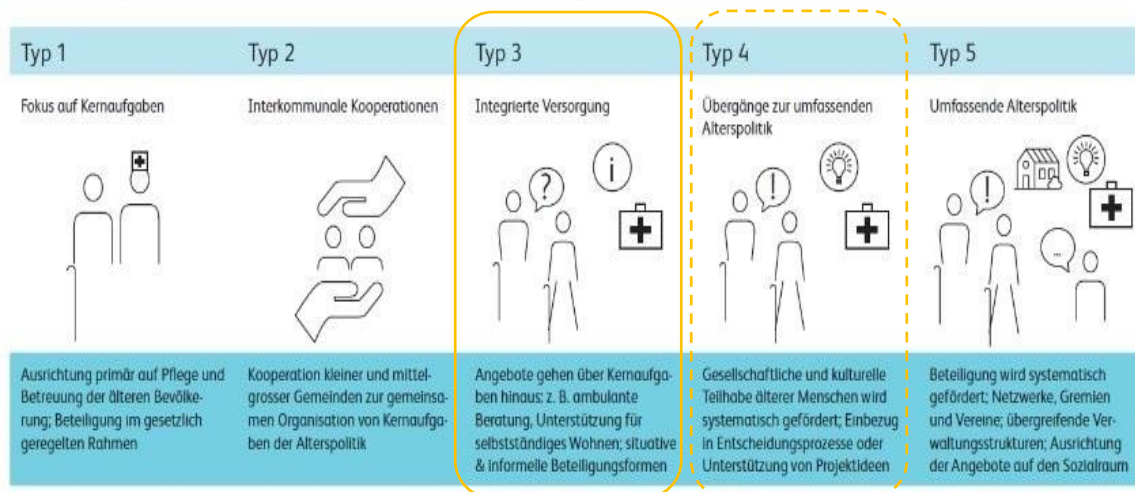 Typ 1
Fokus auf Kernaufgaben
Ausrichtung primär auf Pflege und
Betreuung der älteren Bevölke-
rung; Beteiligung im gesetzlich
geregelten Rahmen
Typ 2
Interkommunale Kooperationen
Kooperation kleiner und mittel-
grosser Gemeinden zur gemeinsa-
men Organisation von Kernaufga-
ben der Alterspolitik
Typ 3
Integrierte Versorgung
?
i
Angebote gehen über Kernaufga-
ben hinaus: z. B. ambulante
Beratung, Unterstützung für
selbstständiges Wohnen; situative
& informelle Beteiligungsformen
Typ 4
Übergänge zur umfassenden
Alterspolitik
!
Gesellschaftliche und kulturelle
Teilhabe älterer Menschen wird
systematisch gefördert; Einbezug
in Entscheidungsprozesse oder
Unterstützung von Projektideen
Typ 5
Umfassende Alterspolitik
!
...
Beteiligung wird systematisch
gefördert; Netzwerke, Gremien
und Vereine; übergreifende Ver-
waltungsstrukturen; Ausrichtung
der Angebote auf den Sozialraum